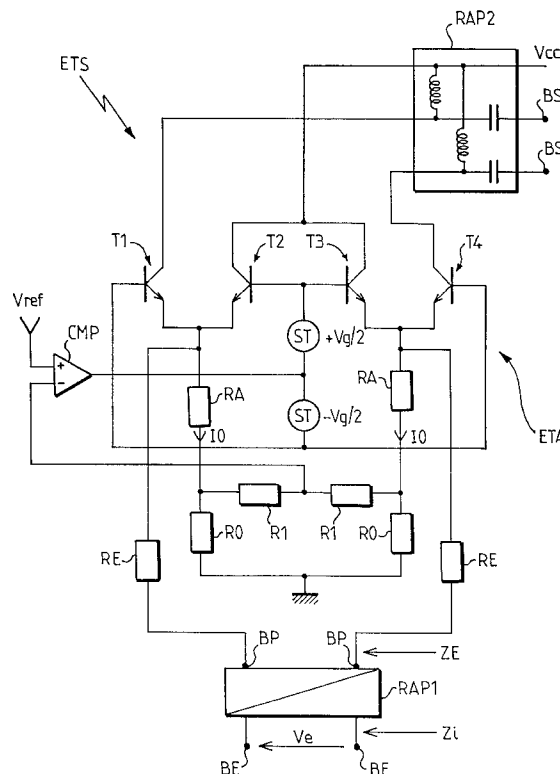 RAP2
ETS
Vcc
BS
BS
T1
T2
T3
T4
Vref
CMP
+
−
ST
+Vg/2
ST
−Vg/2
RA
RA
I0
I0
ETA
R1
R1
R0
R0
RE
RE
BP
BP
ZE
RAP1
Ve
Zi
BE
BE